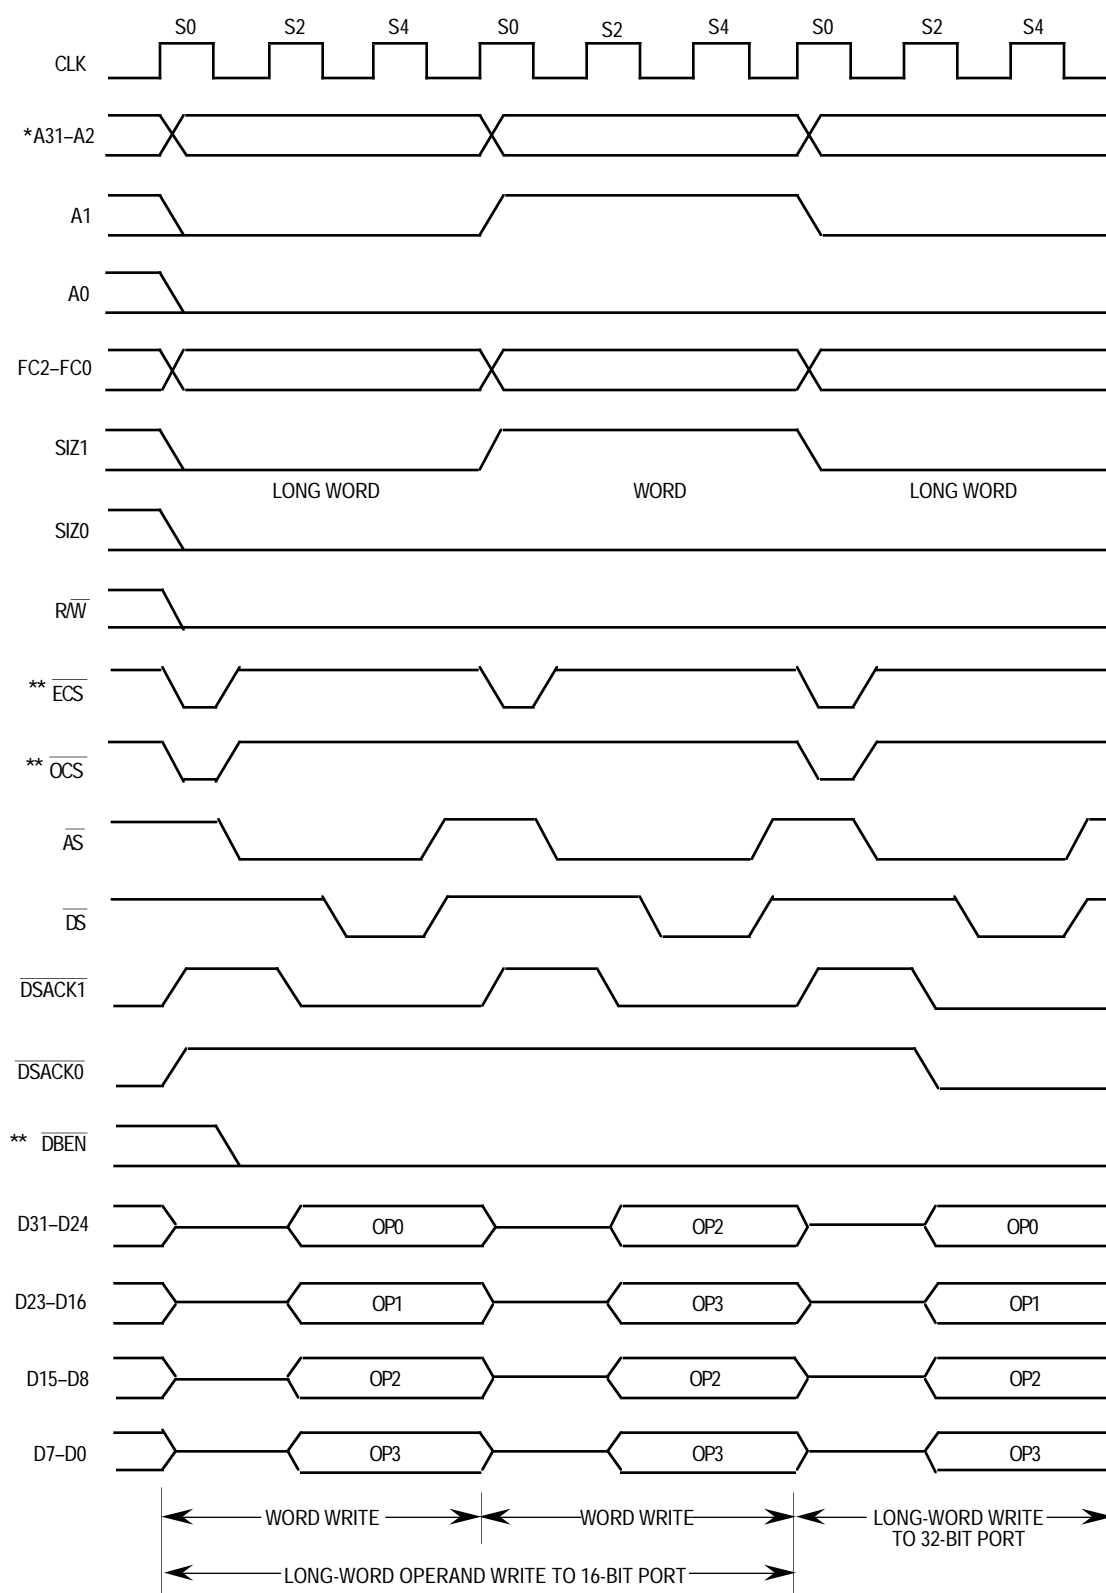 S0 S2 S4 S0 S2 S4 S0 S2 S4
CLK
*A31–A2
A1
A0
FC2–FC0
SIZ1
LONG WORD WORD LONG WORD
SIZ0
R/W
** ECS
** OCS
AS
DS
DSACK1
DSACK0
** DBEN
D31–D24 OP0 OP2 OP0
D23–D16 OP1 OP3 OP1
D15–D8 OP2 OP2 OP2
D7–D0 OP3 OP3 OP3
WORD WRITE WORD WRITE LONG-WORD WRITE
TO 32-BIT PORT
LONG-WORD OPERAND WRITE TO 16-BIT PORT